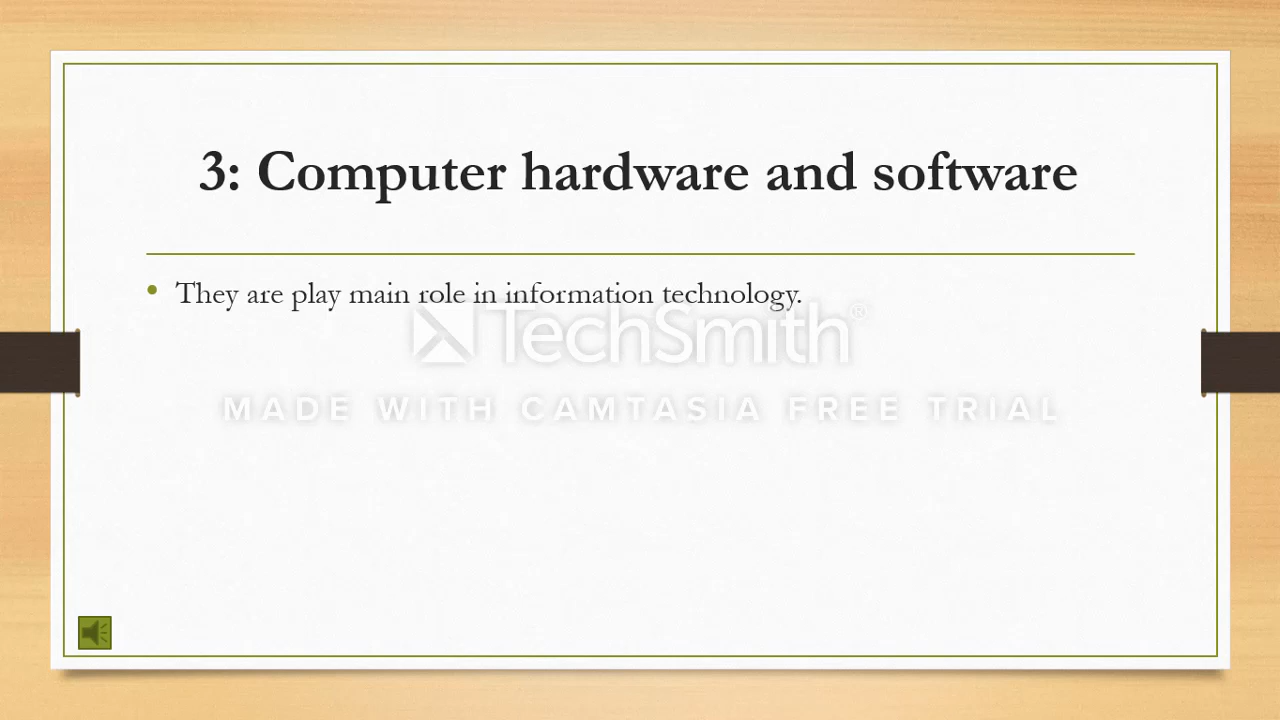 3: Computer hardware and software
• They are play main role in information technology.
TechSmith®
MADE WITH CAMTASIA FREE TRIAL